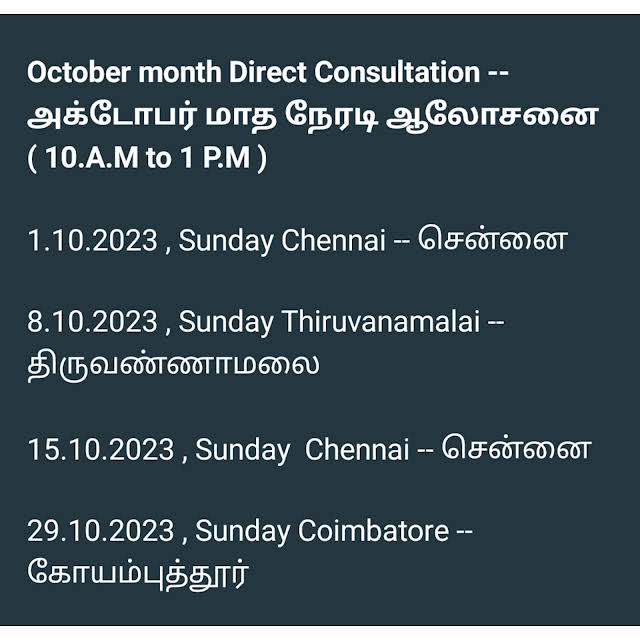 October month Direct Consultation --
அக்டோபர் மாத நேரடி ஆலோசனை
( 10.A.M to 1 P.M )
1.10.2023 , Sunday Chennai -- சென்னை
8.10.2023 , Sunday Thiruvanamalai --
திருவண்ணாமலை
15.10.2023 , Sunday  Chennai -- சென்னை
29.10.2023 , Sunday Coimbatore --
கோயம்புத்தூர்